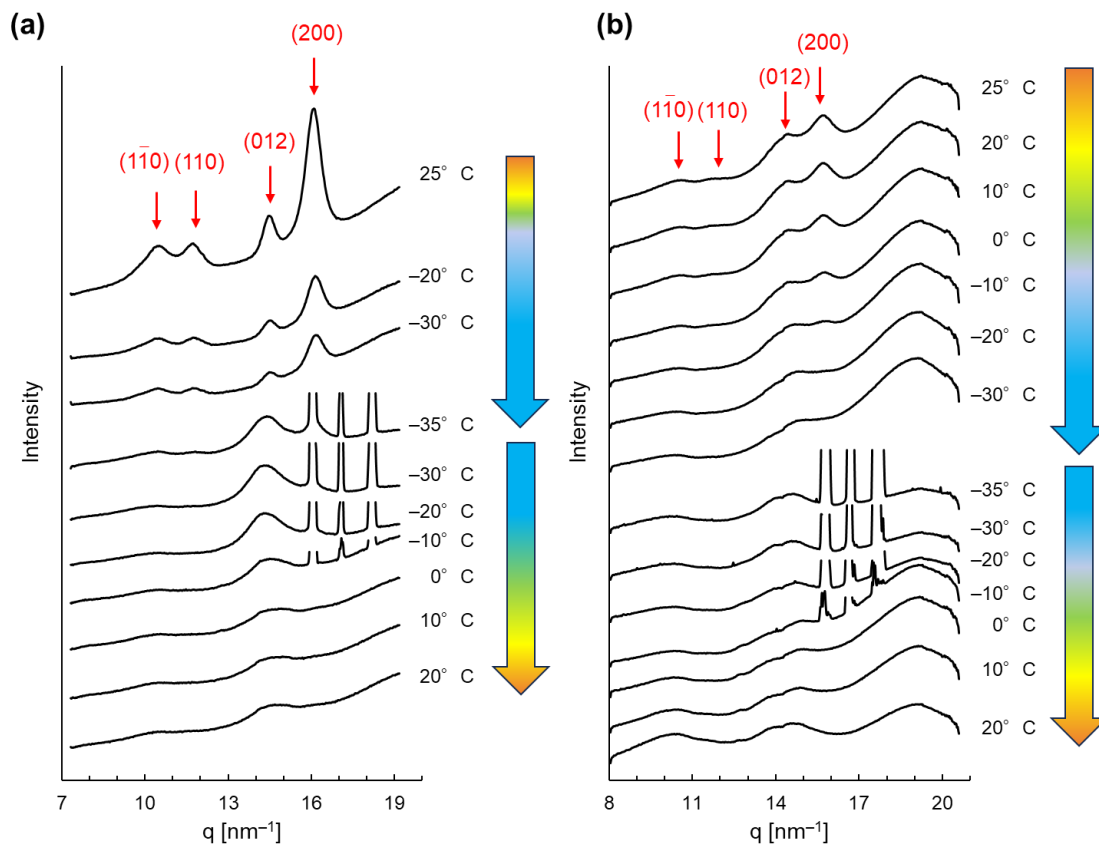 (a)
(200)
(012)
(11̅0)
(110)
25° C
−20° C
−30° C
−35° C
−30° C
−20° C
−10° C
0° C
10° C
20° C
Intensity
7
10
13
16
19
q [nm⁻¹]
(b)
(200)
(012)
(11̅0)
(110)
25° C
20° C
10° C
0° C
−10° C
−20° C
−30° C
−35° C
−30° C
−20° C
−10° C
0° C
10° C
20° C
Intensity
8
11
14
17
20
q [nm⁻¹]